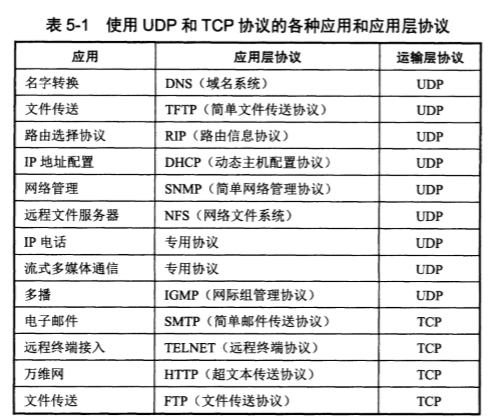 表 5-1 使用 UDP 和 TCP 协议的各种应用和应用层协议
应用 应用层协议 运输层协议
名字转换 DNS（域名系统） UDP
文件传送 TFTP（简单文件传送协议） UDP
路由选择协议 RIP（路由信息协议） UDP
IP 地址配置 DHCP（动态主机配置协议） UDP
网络管理 SNMP（简单网络管理协议） UDP
远程文件服务器 NFS（网络文件系统） UDP
IP 电话 专用协议 UDP
流式多媒体通信 专用协议 UDP
多播 IGMP（网际组管理协议） UDP
电子邮件 SMTP（简单邮件传送协议） TCP
远程终端接入 TELNET（远程终端协议） TCP
万维网 HTTP（超文本传送协议） TCP
文件传送 FTP（文件传送协议） TCP